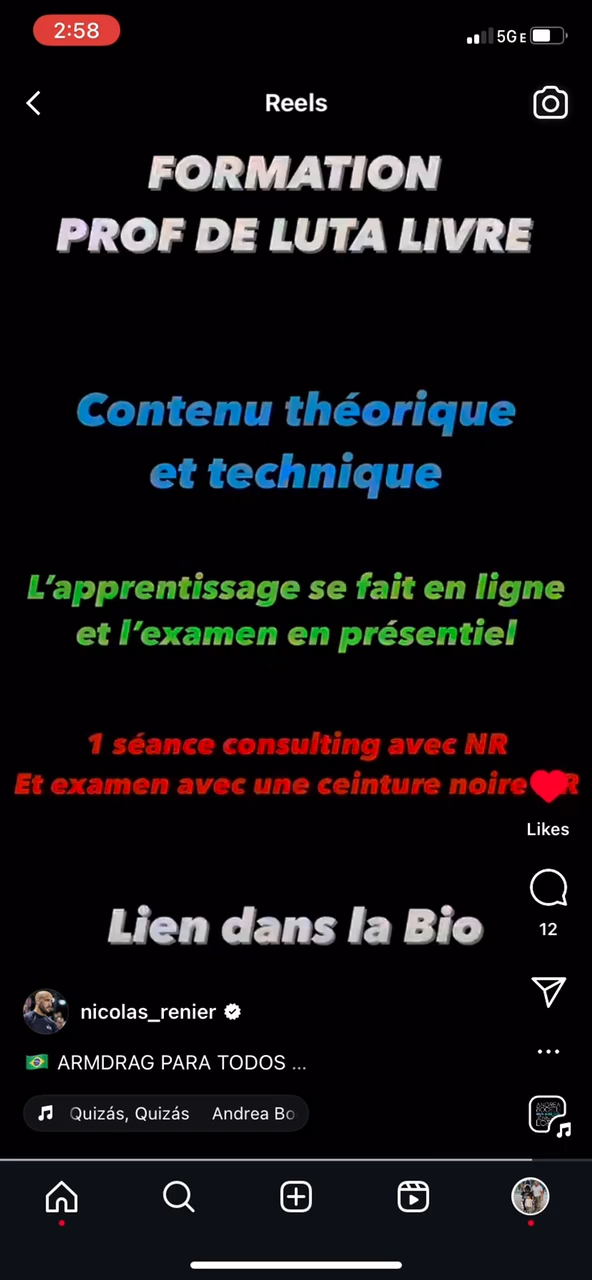 2:58
5G E
Reels
FORMATION
PROF DE LUTA LIVRE
Contenu théorique
et technique
L'apprentissage se fait en ligne
et l'examen en présentiel
1 séance consulting avec NR
Et examen avec une ceinture noire
Likes
12
Lien dans la Bio
nicolas_renier
ARMDRAG PARA TODOS ...
Quizás, Quizás Andrea Bo